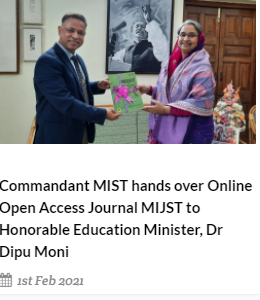 Commandant MIST hands over Online
Open Access Journal MIJST to
Honorable Education Minister, Dr
Dipu Moni
1st Feb 2021